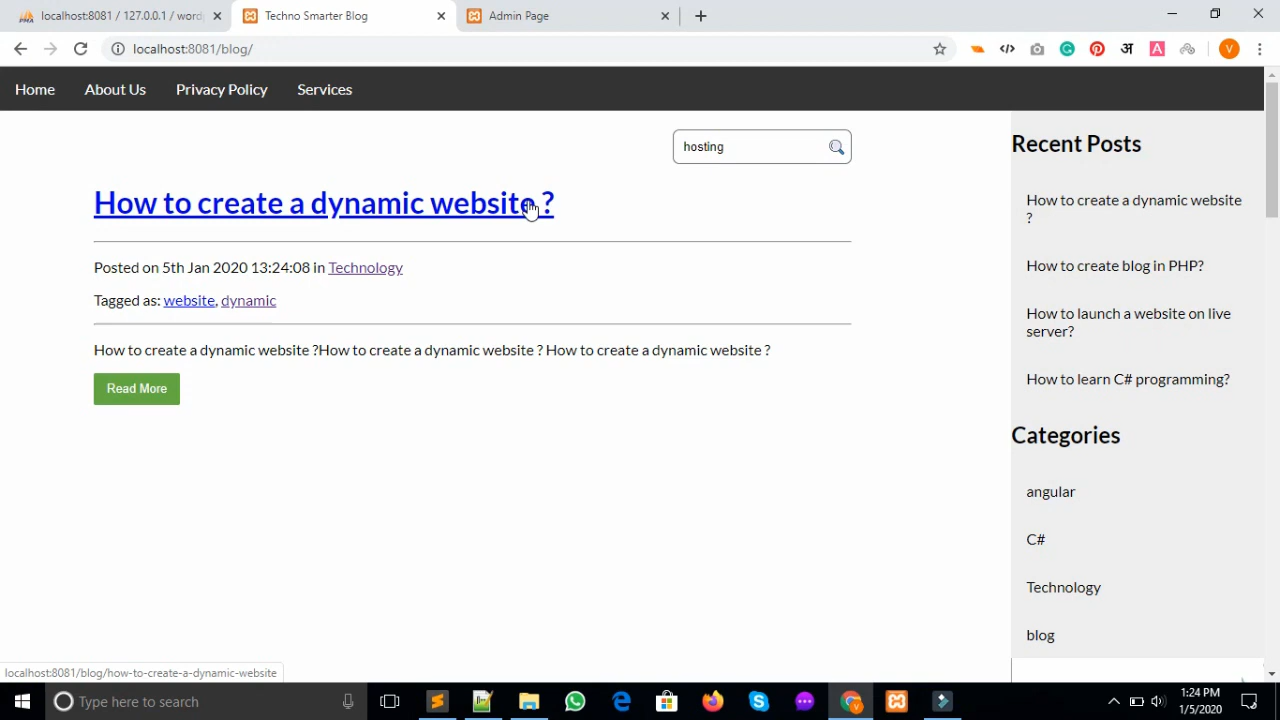 localhost:8081 / 127.0.0.1 / word
Techno Smarter Blog
Admin Page
localhost:8081/blog/
V
Home
About Us
Privacy Policy
Services
hosting
How to create a dynamic website ?
Posted on 5th Jan 2020 13:24:08 in Technology
Tagged as: website, dynamic
How to create a dynamic website ?How to create a dynamic website ? How to create a dynamic website ?
Read More
Recent Posts
How to create a dynamic website
?
How to create blog in PHP?
How to launch a website on live
server?
How to learn C# programming?
Categories
angular
C#
Technology
blog
localhost:8081/blog/how-to-create-a-dynamic-website
Type here to search
1:24 PM
1/5/2020